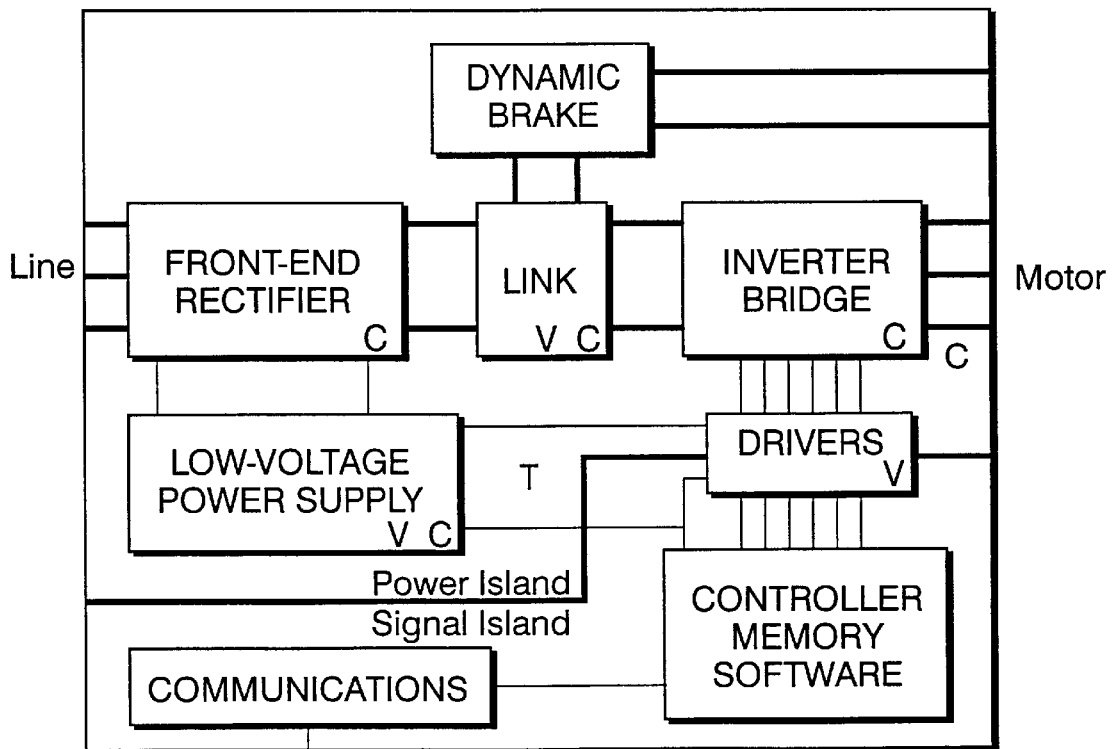 DYNAMIC
BRAKE
Line
FRONT-END
RECTIFIER
C
LINK
V C
INVERTER
BRIDGE
C
C
Motor
LOW-VOLTAGE
POWER SUPPLY
V C
T
DRIVERS
V
Power Island
Signal Island
CONTROLLER
MEMORY
SOFTWARE
COMMUNICATIONS